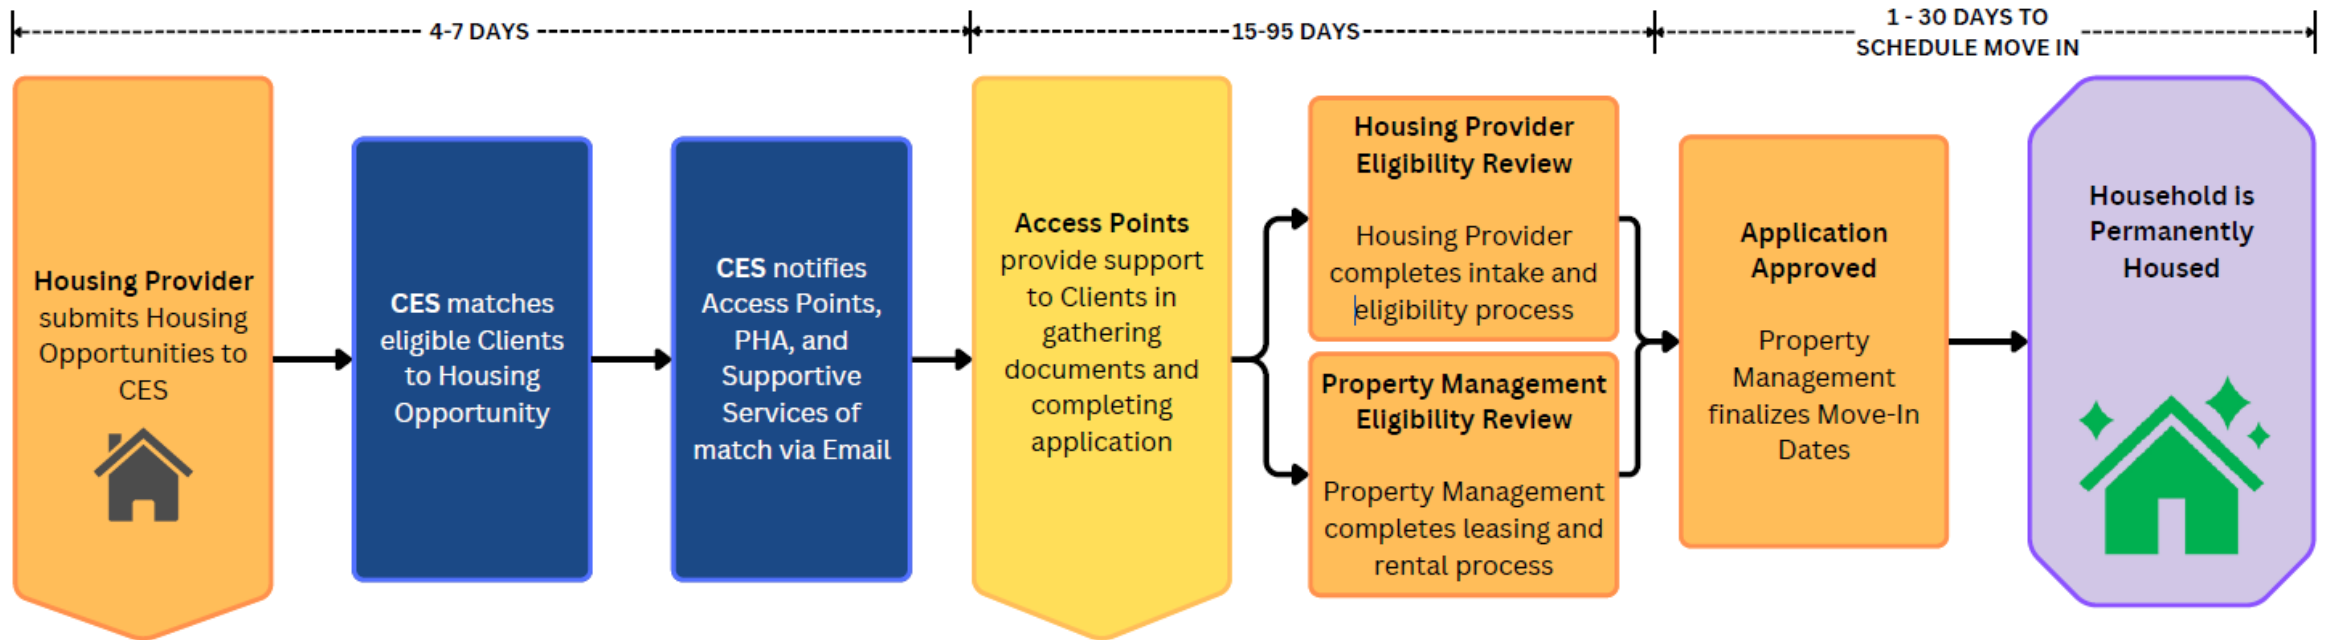 4-7 DAYS
15-95 DAYS
1 - 30 DAYS TO
SCHEDULE MOVE IN
Housing Provider
submits Housing
Opportunities to
CES
CES matches
eligible Clients
to Housing
Opportunity
CES notifies
Access Points,
PHA, and
Supportive
Services of
match via Email
Access Points
provide support
to Clients in
gathering
documents and
completing
application
Housing Provider
Eligibility Review
Housing Provider
completes intake and
eligibility process
Property Management
Eligibility Review
Property Management
completes leasing and
rental process
Application
Approved
Property
Management
finalizes Move-In
Dates
Household is
Permanently
Housed